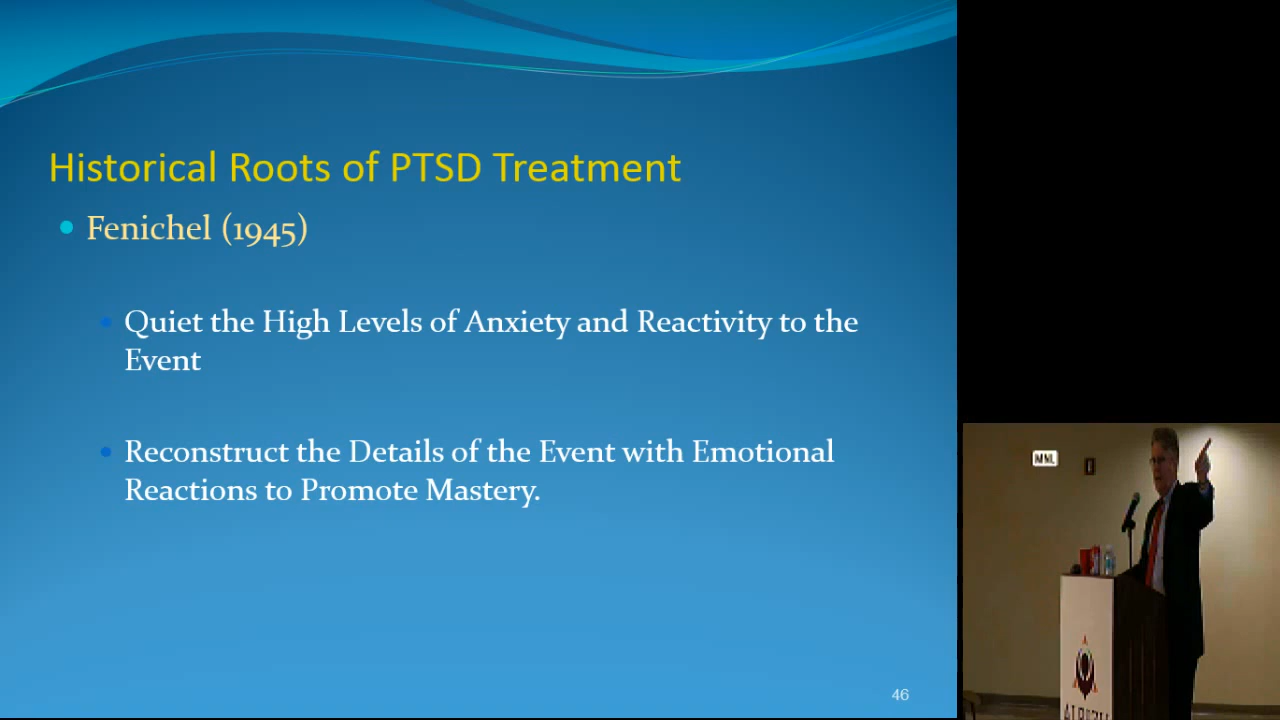 Historical Roots of PTSD Treatment
Fenichel (1945)
Quiet the High Levels of Anxiety and Reactivity to the
Event
Reconstruct the Details of the Event with Emotional
Reactions to Promote Mastery.
46